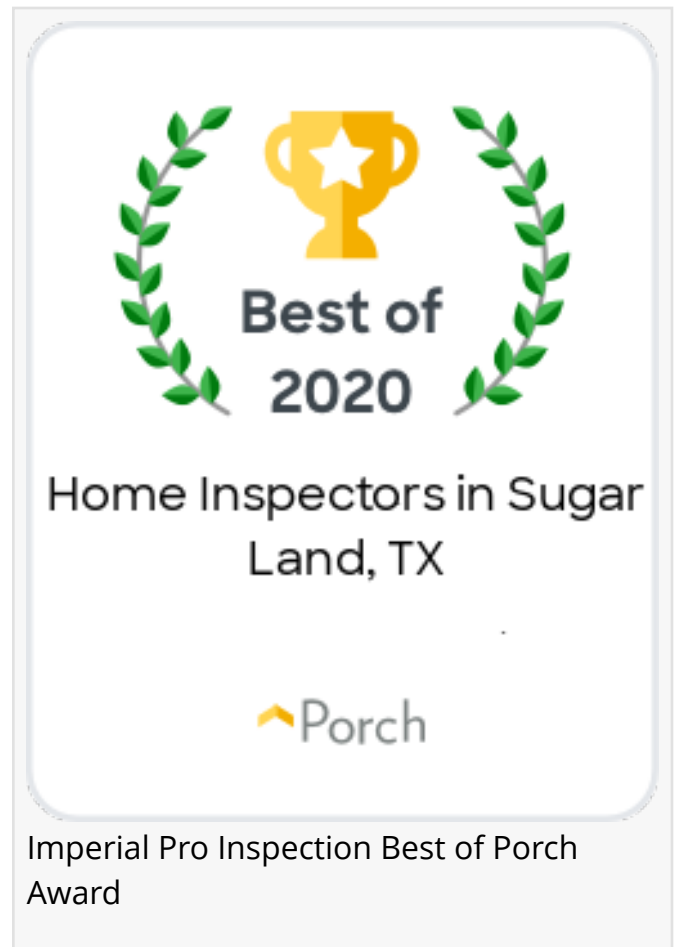 Best of
2020
Home Inspectors in Sugar
Land, TX
Porch
Imperial Pro Inspection Best of Porch
Award